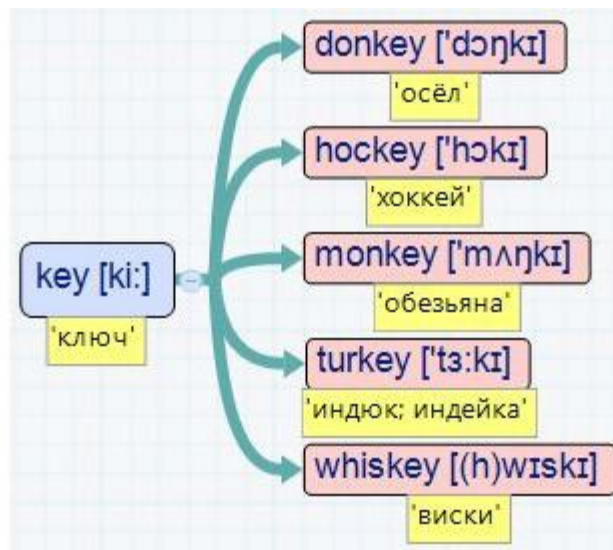 donkey ['dɔŋkɪ]
'осёл'
hockey ['hɔkɪ]
'хоккей'
key [ki:]
'ключ'
monkey ['mʌŋkɪ]
'обезьяна'
turkey ['tɜ:kɪ]
'индюк; индейка'
whiskey [(h)wɪskɪ]
'виски'